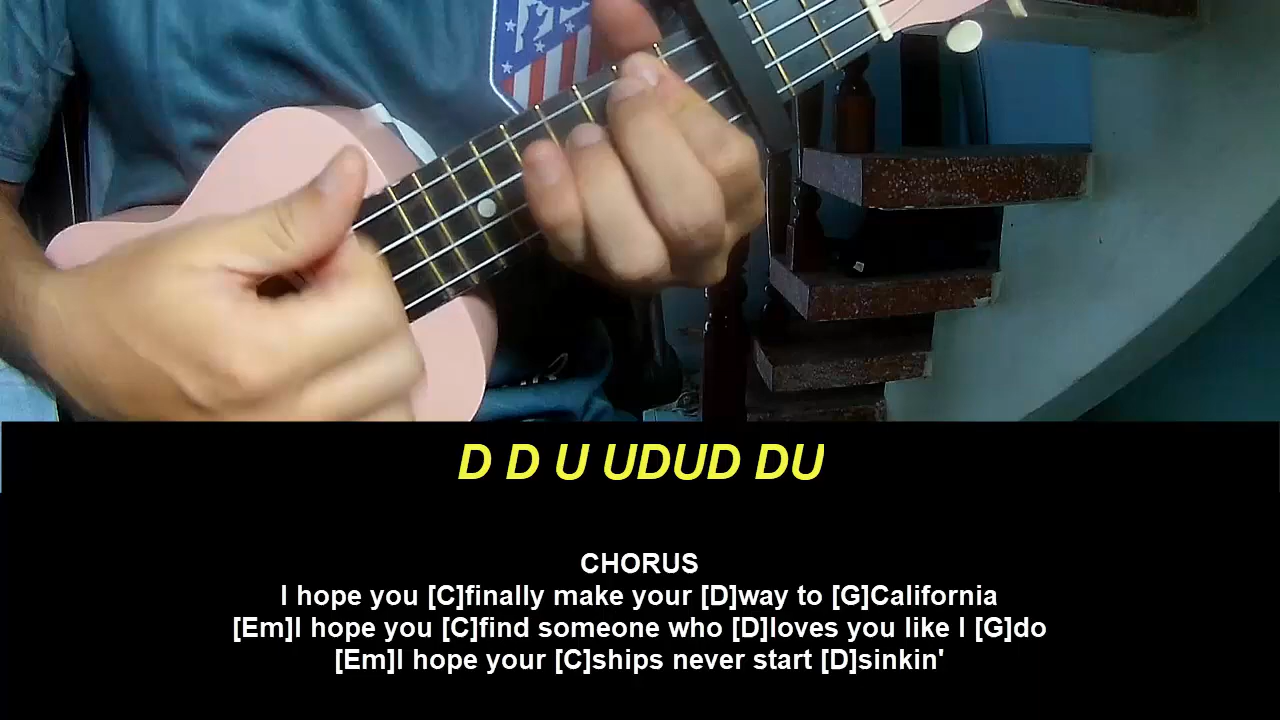 D D U UDUD DU
CHORUS
I hope you [C]finally make your [D]way to [G]California
[Em]I hope you [C]find someone who [D]loves you like I [G]do
[Em]I hope your [C]ships never start [D]sinkin'